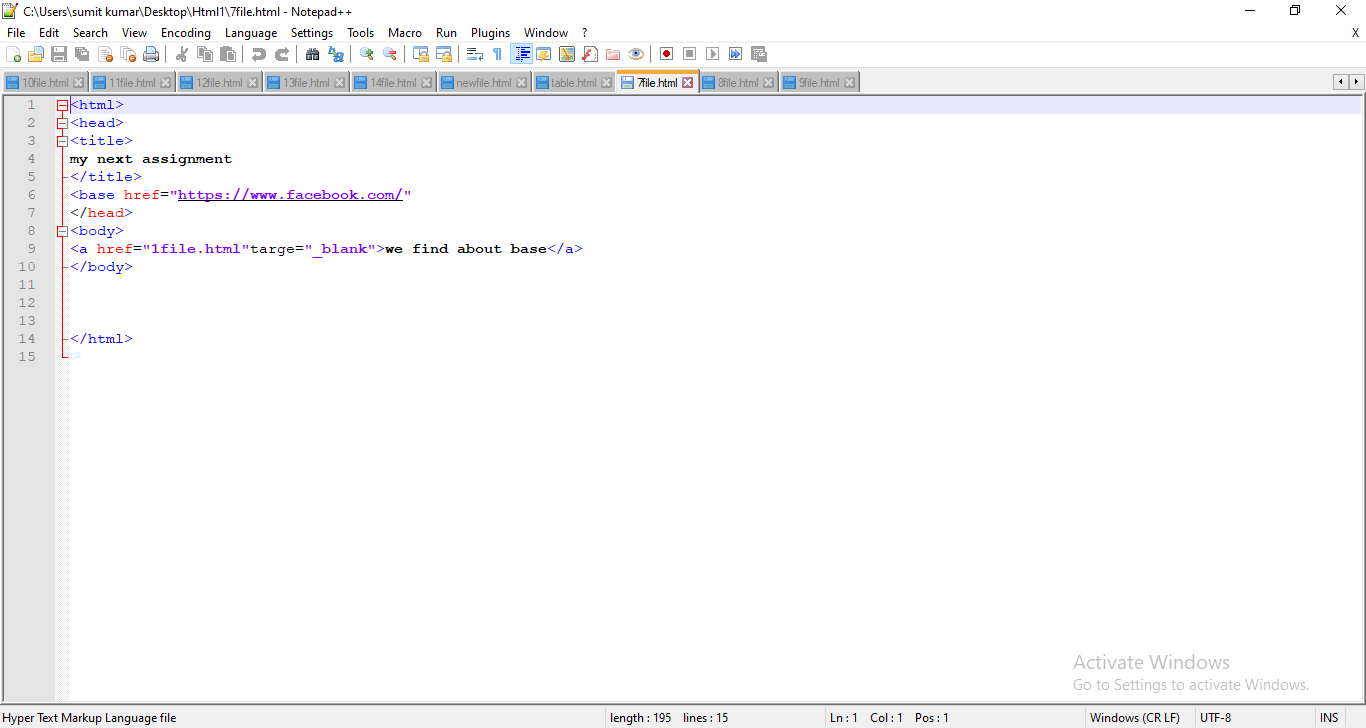 C:\Users\sumit kumar\Desktop\Html1\7file.html - Notepad++
File Edit Search View Encoding Language Settings Tools Macro Run Plugins Window ? X
10file.html 11file.html 12file.html 13file.html 14file.html newfile.html table.html 7file.html 8file.html 9file.html
1 <html>
2 <head>
3 <title>
4 my next assignment
5 </title>
6 <base href="https://www.facebook.com/"
7 </head>
8 <body>
9 <a href="1file.html"targe="_blank">we find about base</a>
10 </body>
11
12
13
14 </html>
15
Activate Windows
Go to Settings to activate Windows.
Hyper Text Markup Language file length : 195 lines : 15 Ln : 1 Col : 1 Pos : 1 Windows (CR LF) UTF-8 INS